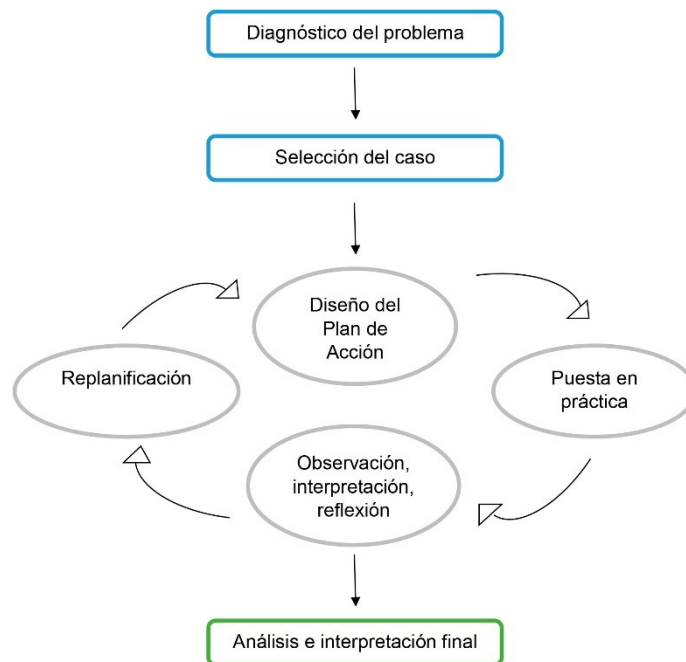 Diagnóstico del problema
Selección del caso
Diseño del
Plan de
Acción
Replanificación
Puesta en
práctica
Observación,
interpretación,
reflexión
Análisis e interpretación final